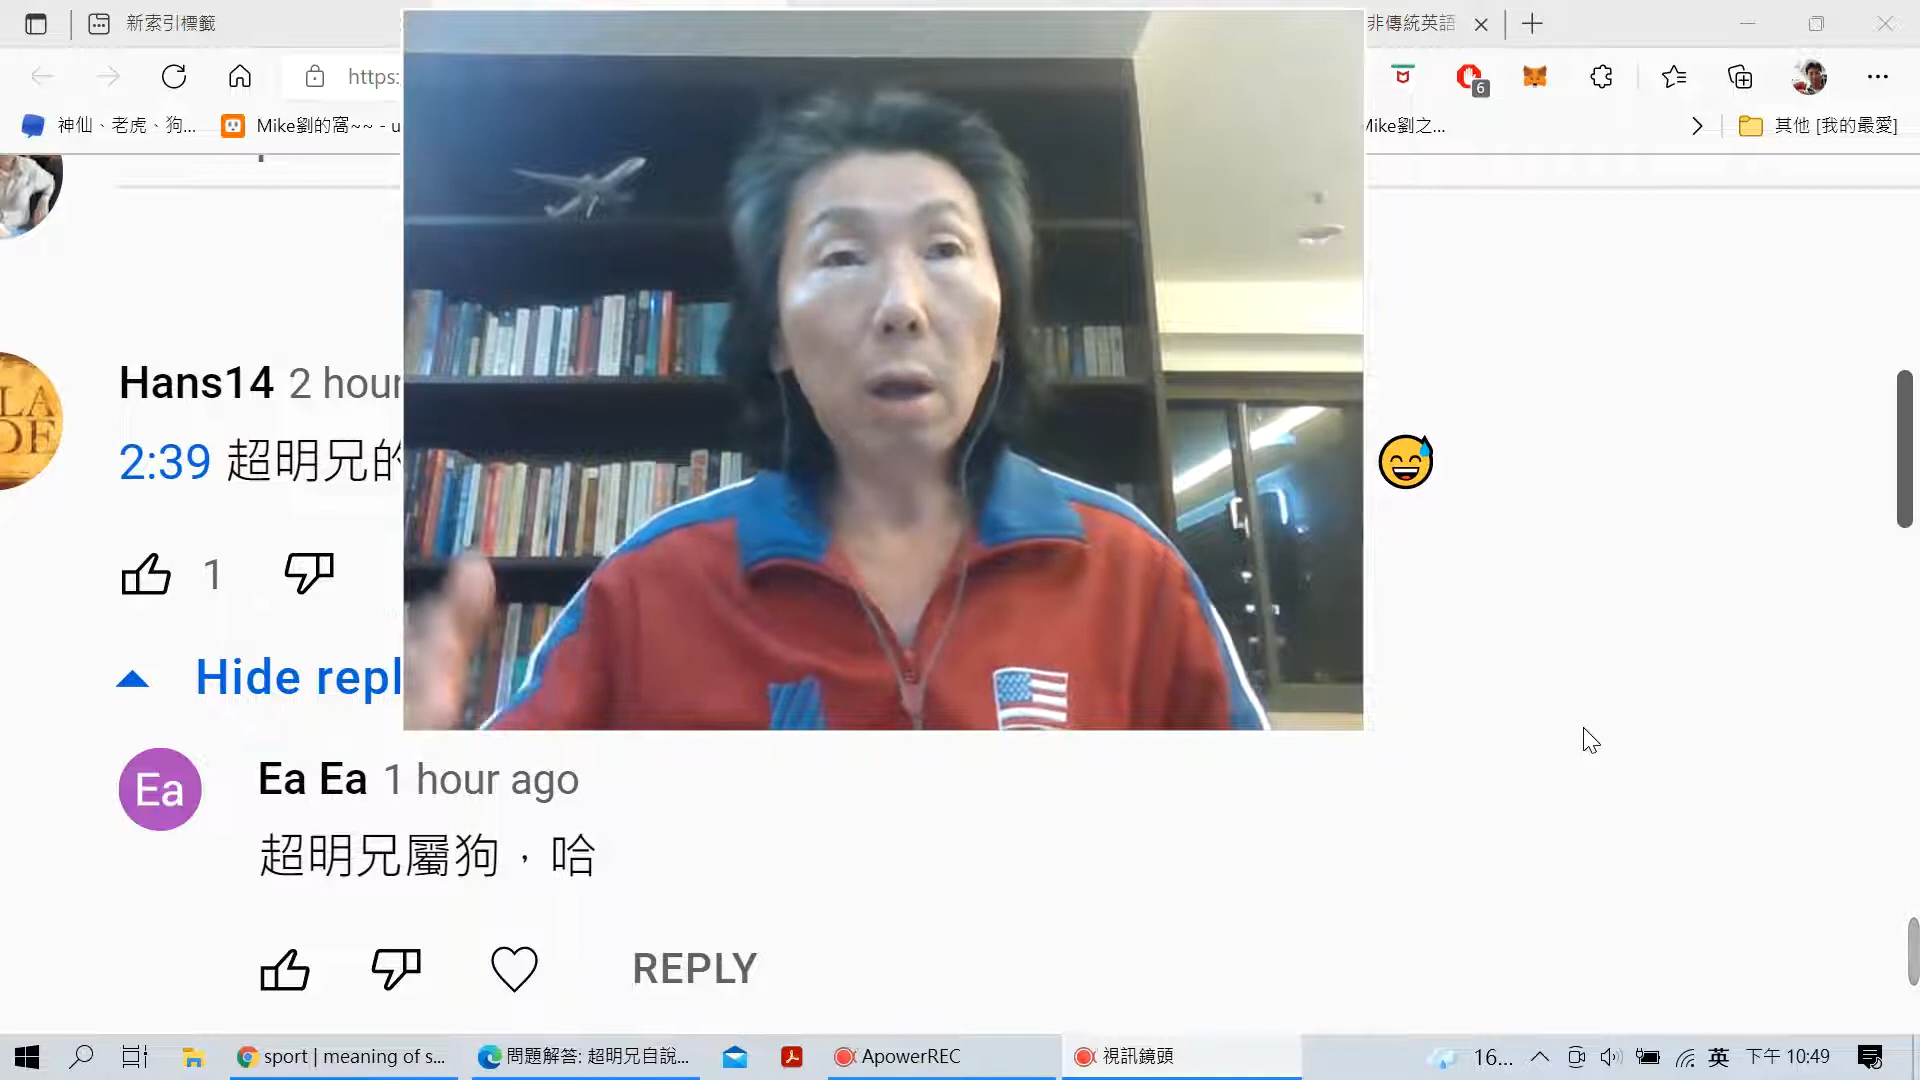 新索引標籤
非傳統英語
https:
6
神仙、老虎、狗...
Mike劉的窩~~ - u
Mike劉之...
其他 [我的最愛]
LA
DE
Hans14 2 hour
2:39 超明兄的
1
Hide repl
Ea
Ea Ea 1 hour ago
超明兄屬狗，哈
REPLY
sport | meaning of s...
問題解答: 超明兄自說...
ApowerREC
視訊鏡頭
16...
英
下午 10:49